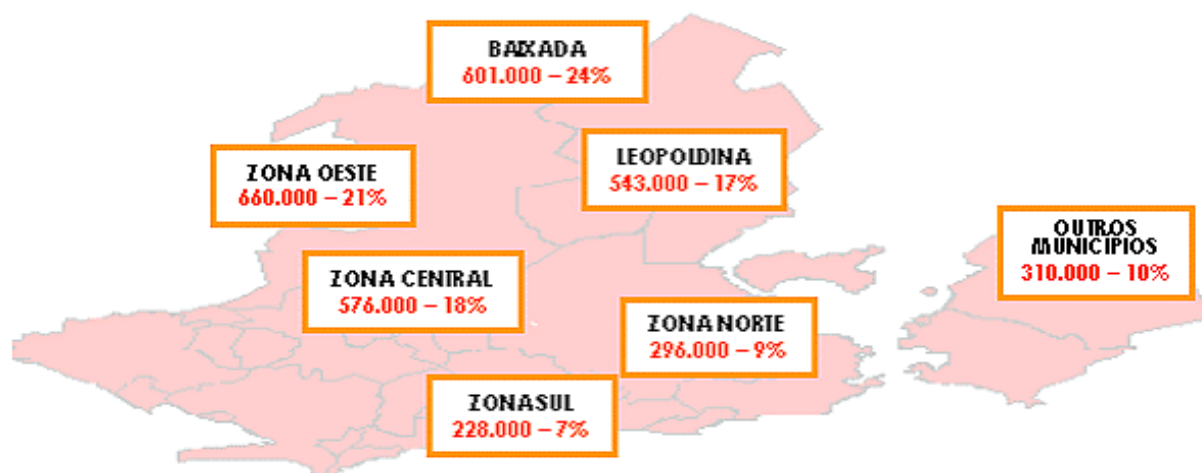 BAIXADA
601.000 – 24%
ZONA OESTE
660.000 – 21%
LEOPOLDINA
543.000 – 17%
OUTROS
MUNICIPIOS
310.000 – 10%
ZONA CENTRAL
576.000 – 18%
ZONA NORTE
296.000 – 9%
ZONA SUL
228.000 – 7%